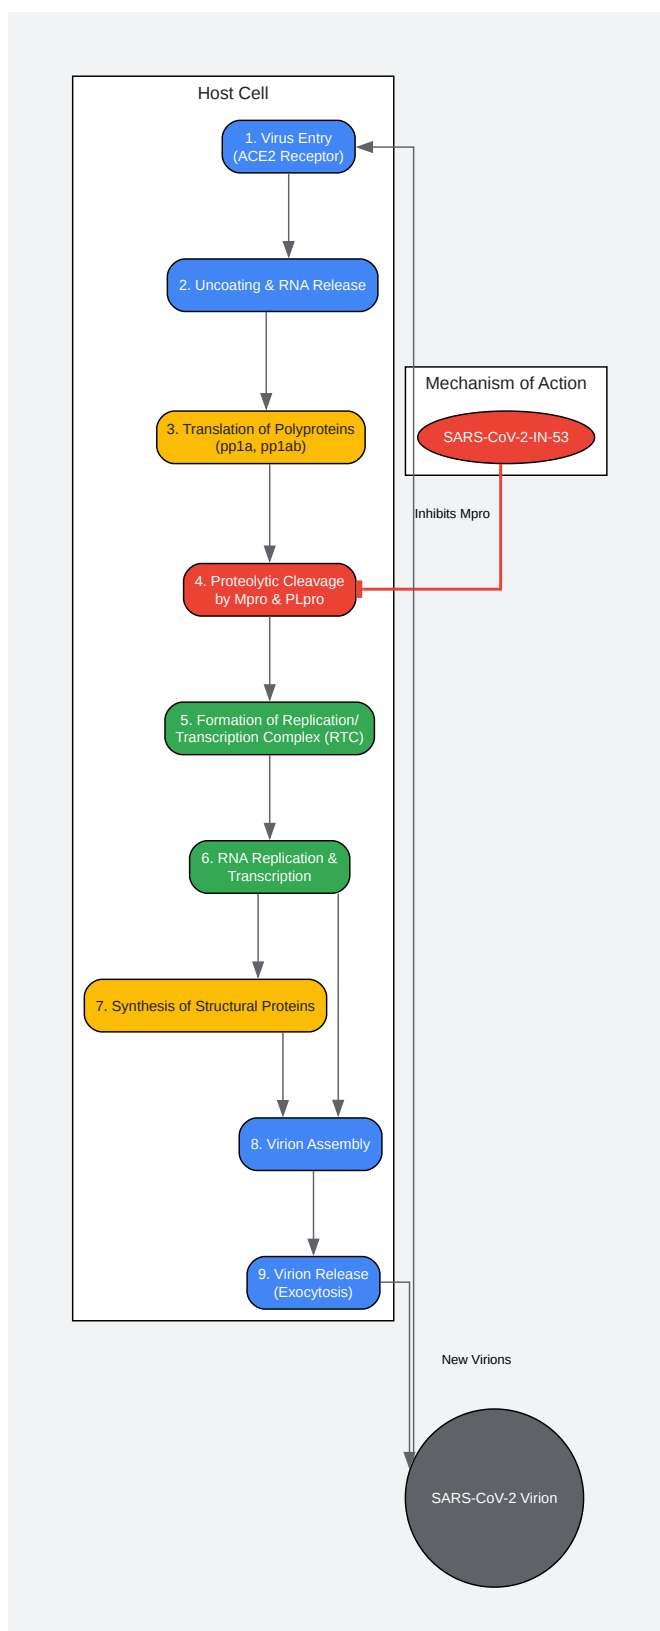 Host Cell
1. Virus Entry
(ACE2 Receptor)
2. Uncoating & RNA Release
Mechanism of Action
3. Translation of Polyproteins
(pp1a, pp1ab)
SARS-CoV-2-IN-53
Inhibits Mpro
4. Proteolytic Cleavage
by Mpro & PLpro
5. Formation of Replication/
Transcription Complex (RTC)
6. RNA Replication &
Transcription
7. Synthesis of Structural Proteins
8. Virion Assembly
9. Virion Release
(Exocytosis)
New Virions
SARS-CoV-2 Virion